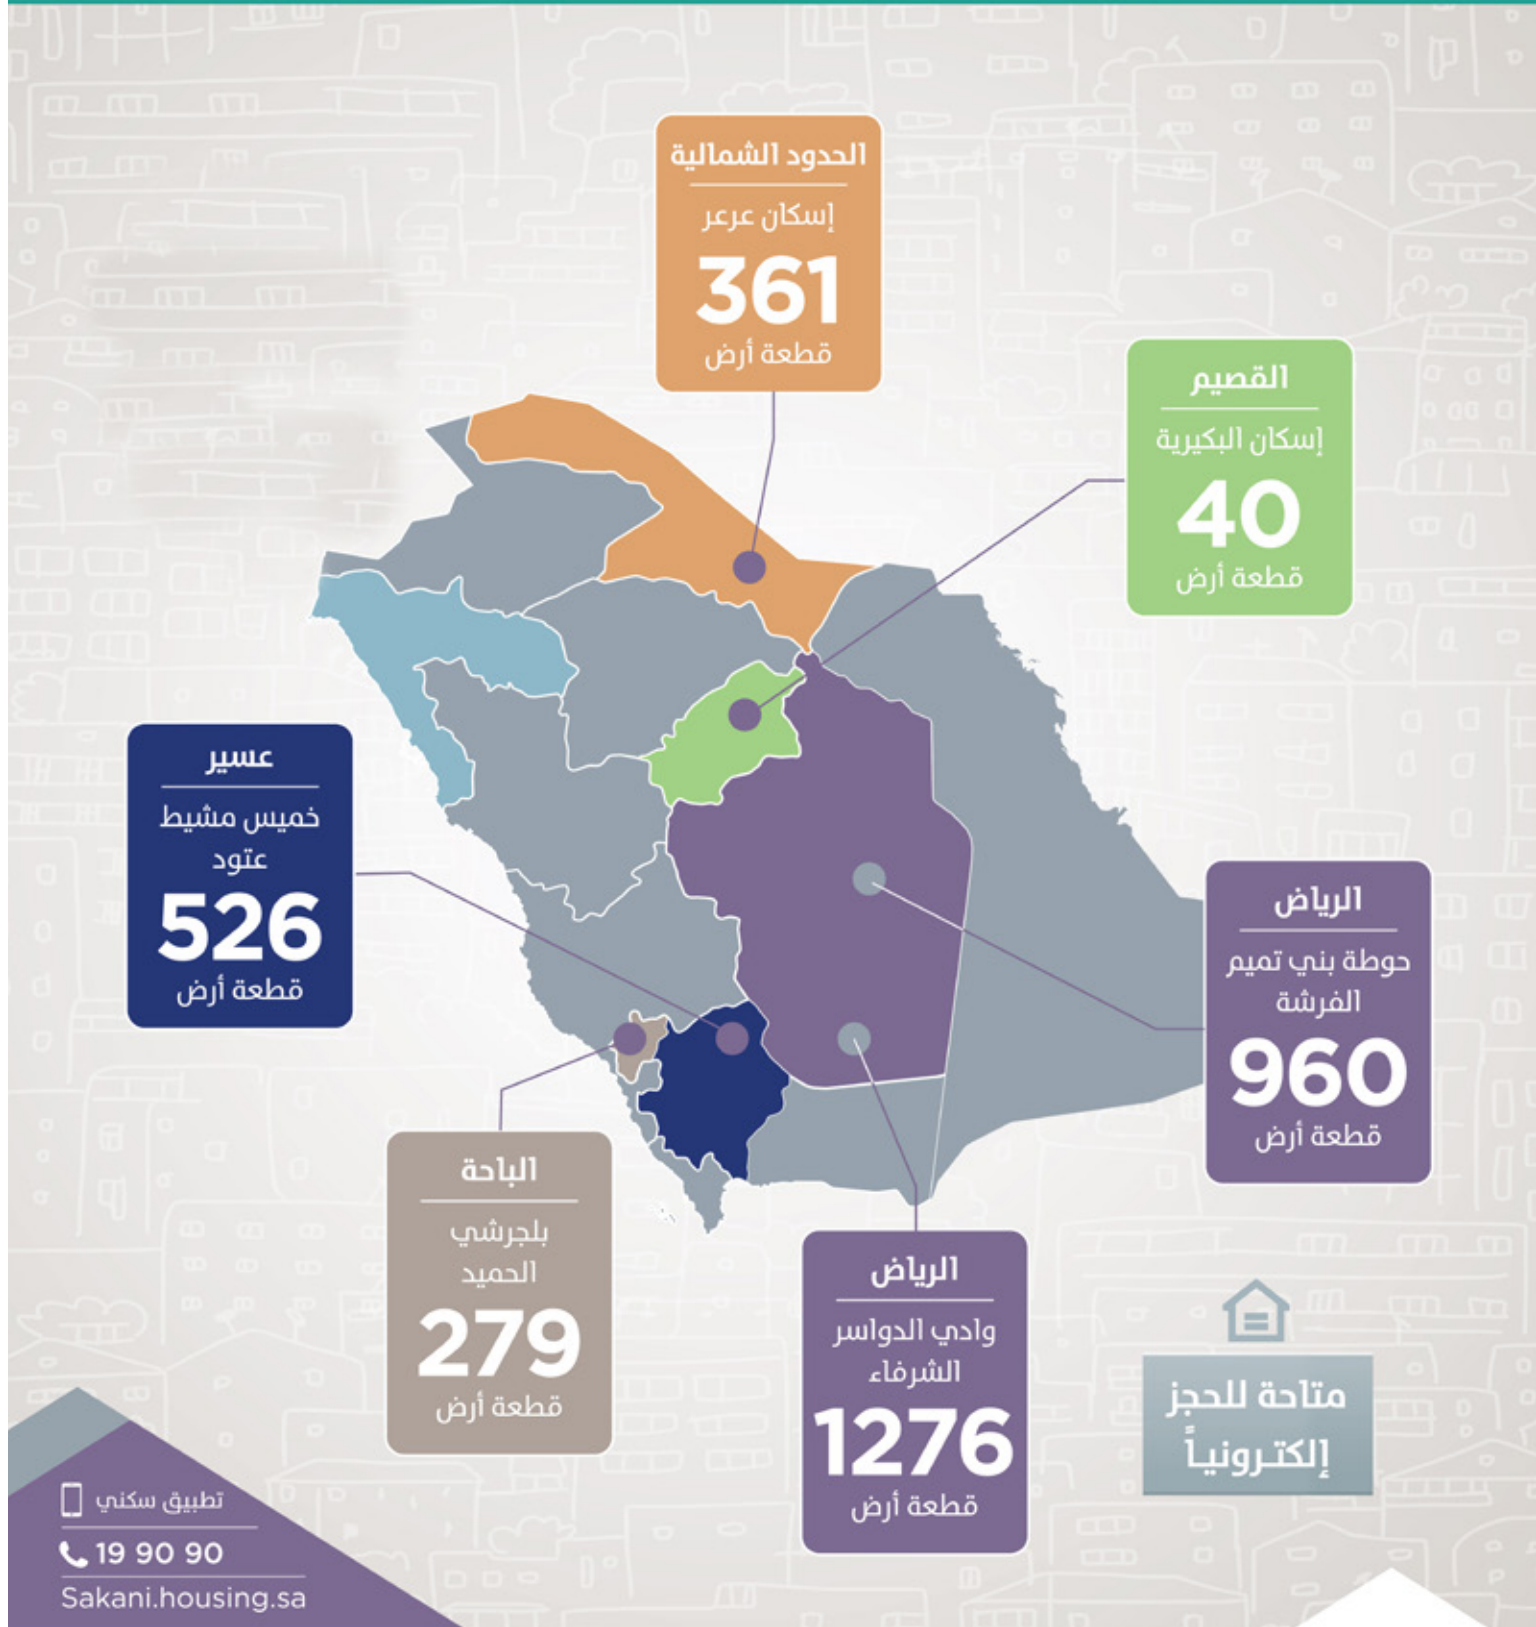 الحدود الشمالية
إسكان عرعر
361
قطعة أرض
القصيم
إسكان البكيرية
40
قطعة أرض
عسير
خميس مشيط
عتود
526
قطعة أرض
الرياض
حوطة بني تميم
الفرشة
960
قطعة أرض
الباحة
بلجرشي
الحميد
279
قطعة أرض
الرياض
وادي الدواسر
الشرفاء
1276
قطعة أرض
متاحة للحجز
إلكترونياً
تطبيق سكني
19 90 90
Sakani.housing.sa